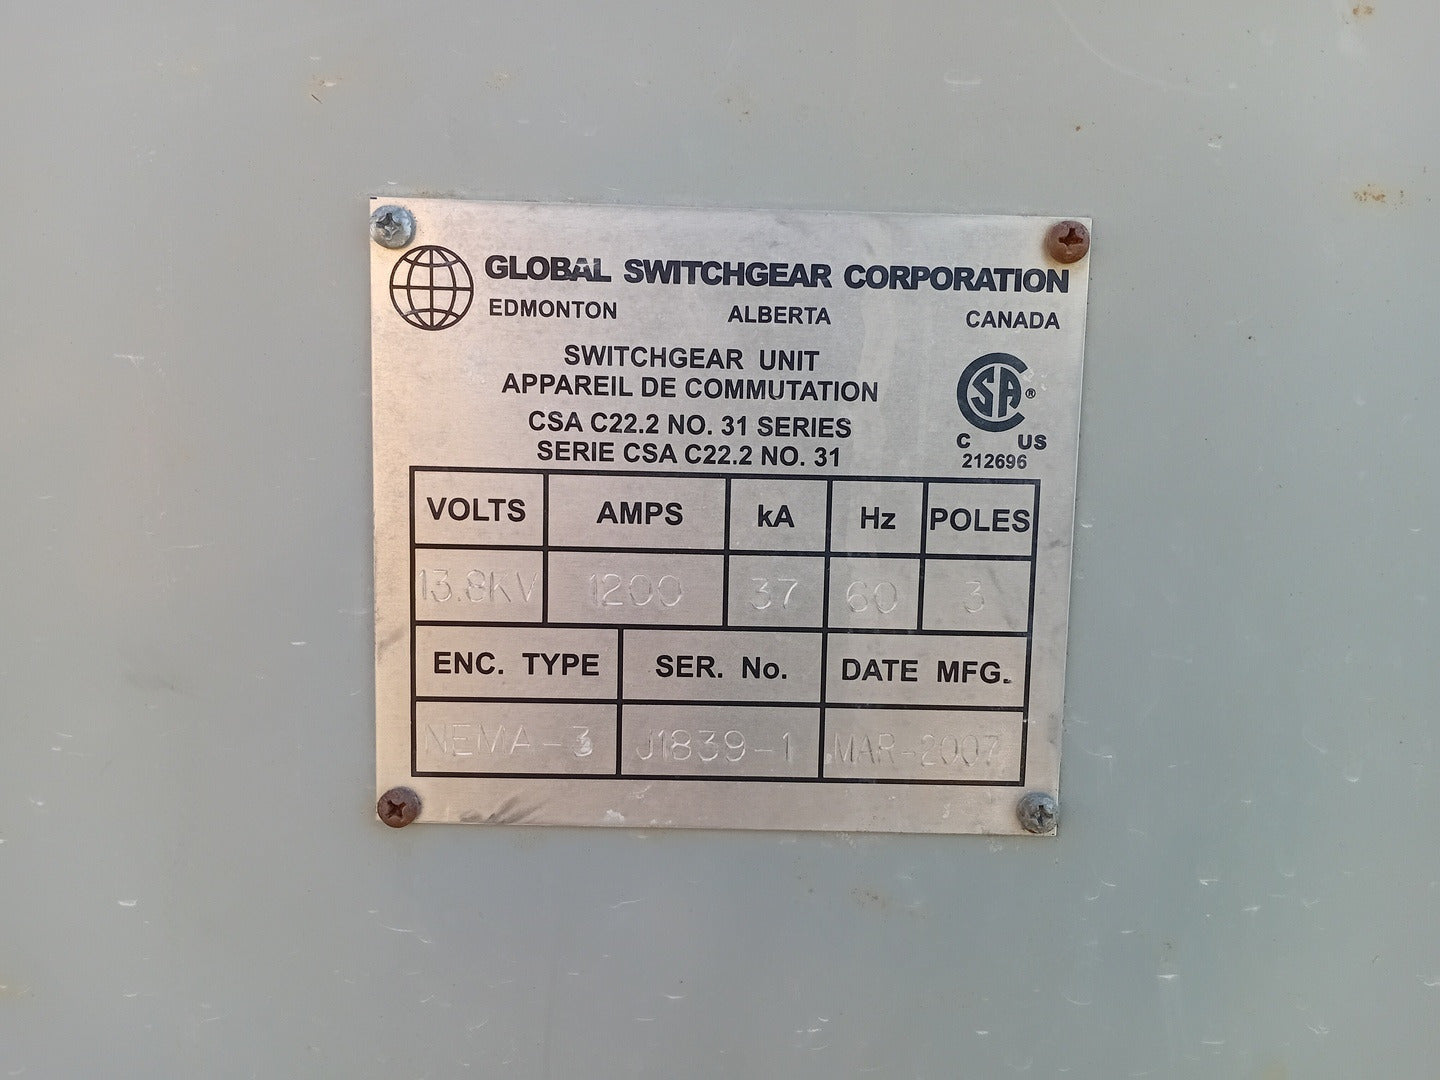 GLOBAL SWITCHGEAR CORPORATION
EDMONTON ALBERTA CANADA
SWITCHGEAR UNIT
APPAREIL DE COMMUTATION
CSA C22.2 NO. 31 SERIES
SERIE CSA C22.2 NO. 31
CSA ®
C US
212696
VOLTS AMPS kA Hz POLES
13.8KV 1200 37 60 3
ENC. TYPE SER. No. DATE MFG.
NEMA-3 J1839-1 MAR-2007